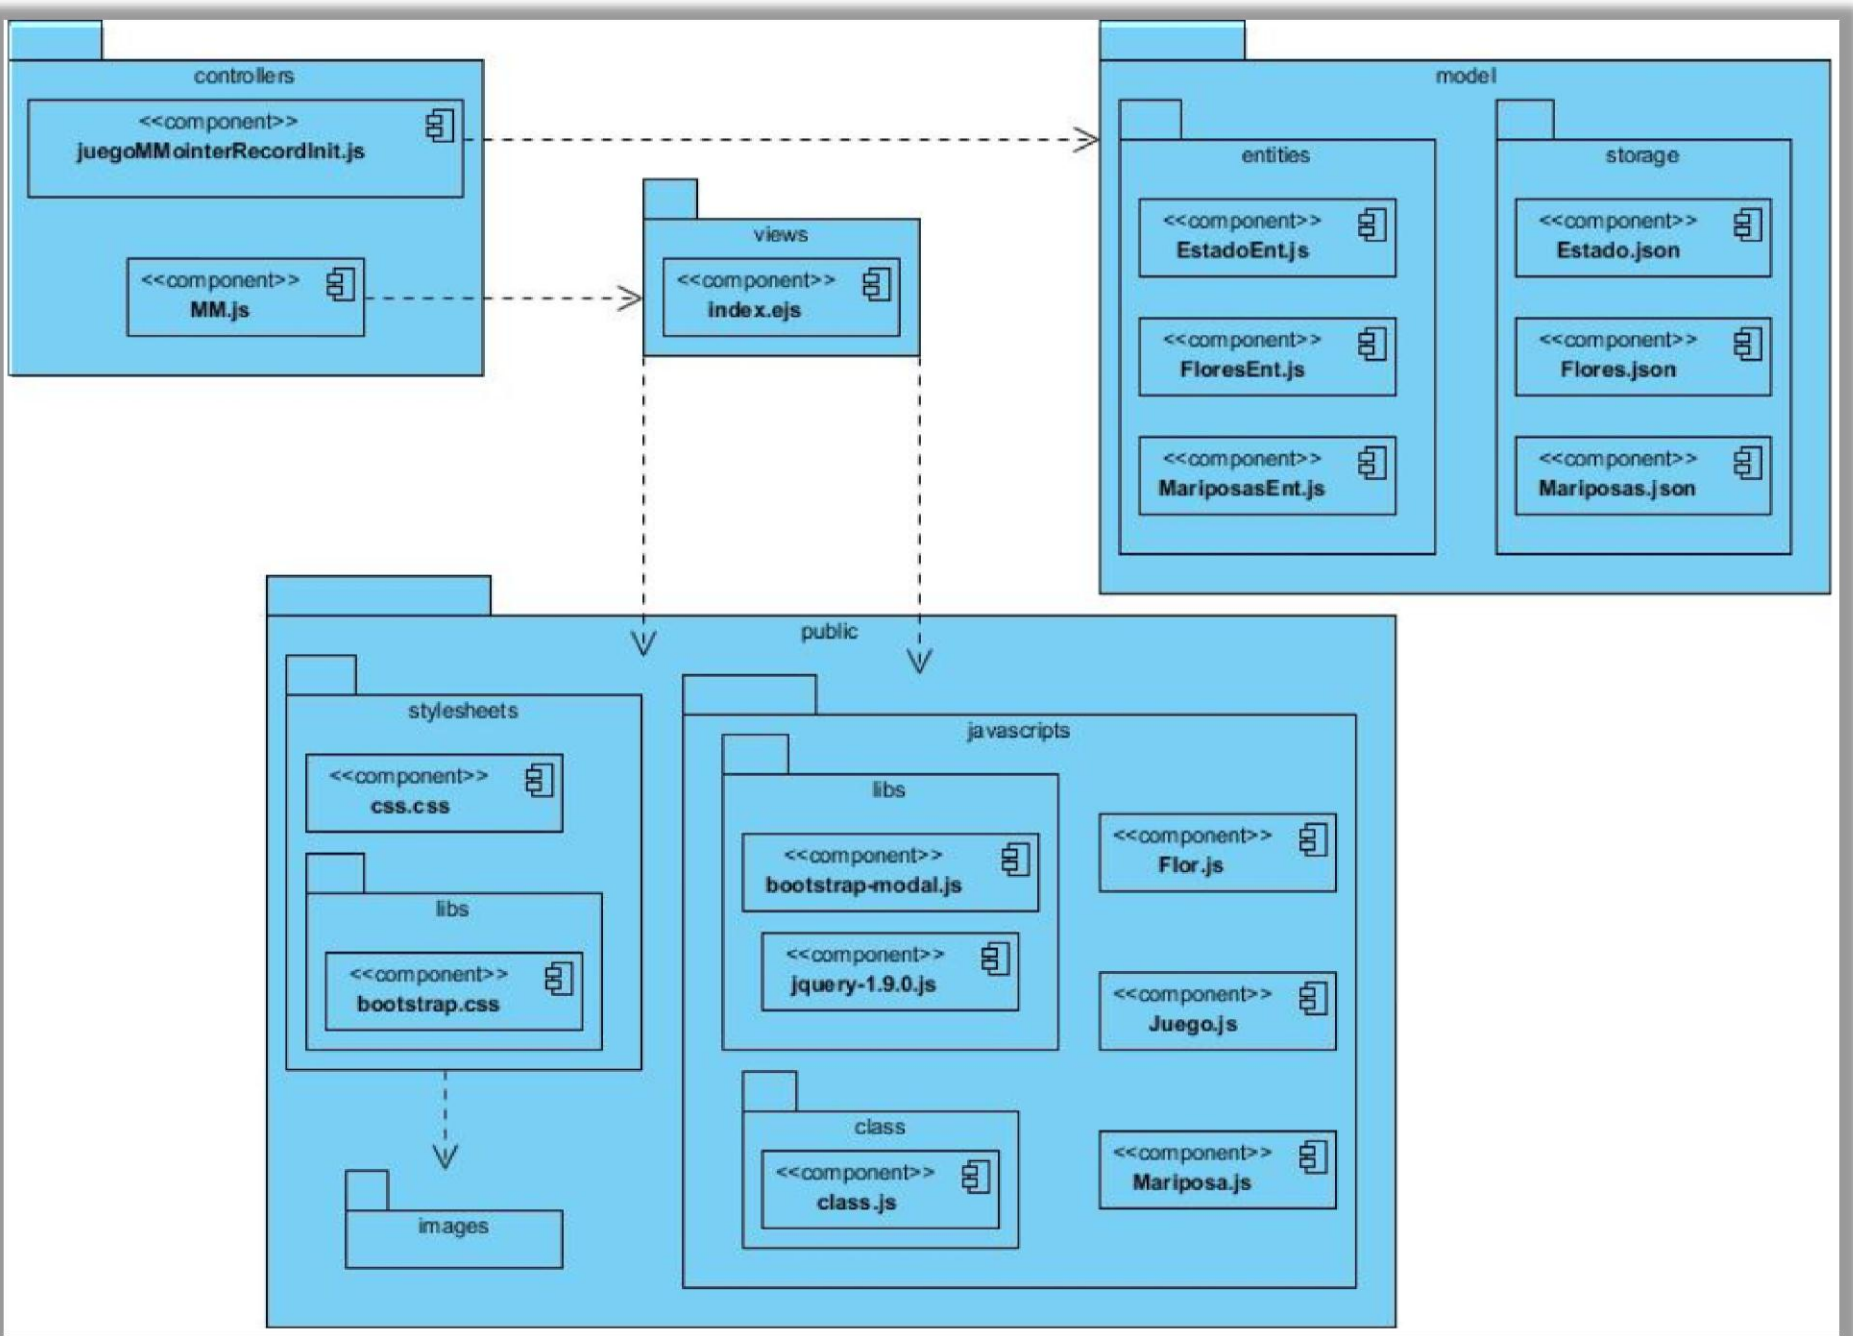 controllers
<<component>>
juegoMMointerRecordInit.js
<<component>>
MM.js
views
<<component>>
index.ejs
model
entities
<<component>>
EstadoEnt.js
<<component>>
FloresEnt.js
<<component>>
MariposasEnt.js
storage
<<component>>
Estado.json
<<component>>
Flores.json
<<component>>
Mariposas.json
public
stylesheets
<<component>>
css.css
libs
<<component>>
bootstrap.css
images
javascripts
libs
<<component>>
bootstrap-modal.js
<<component>>
jquery-1.9.0.js
class
<<component>>
class.js
<<component>>
Flor.js
<<component>>
Juego.js
<<component>>
Mariposa.js